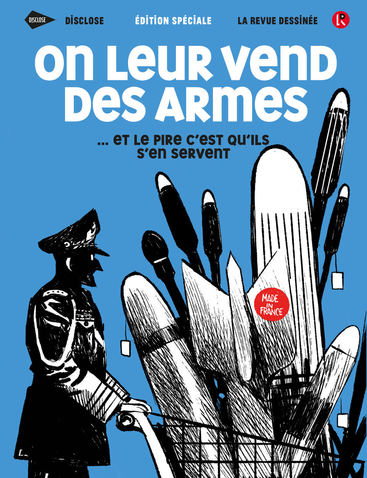 DISCLOSE
DISCLOSE
ÉDITION SPÉCIALE
LA REVUE DESSINÉE
R
ON LEUR VEND
DES ARMES
... ET LE PIRE C'EST QU'ILS
S'EN SERVENT
MADE
IN
FRANCE